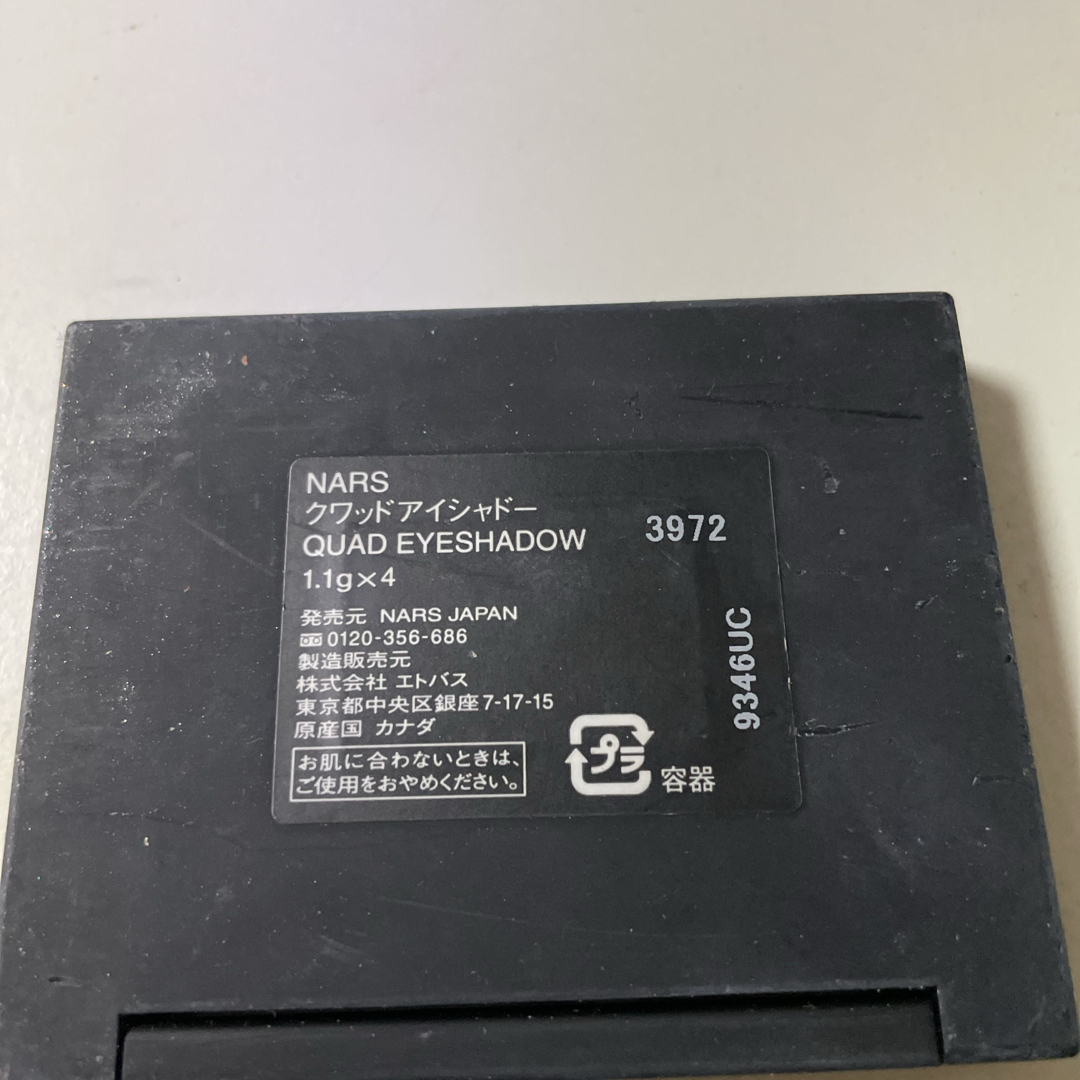 NARS
クワッドアイシャドー
QUAD EYESHADOW
3972
1.1g×4
発売元 NARS JAPAN
0120-356-686
製造販売元
株式会社 エトバス
東京都中央区銀座7-17-15
原産国 カナダ
お肌に合わないときは、
ご使用をおやめください。
プラ
容器
9346UC